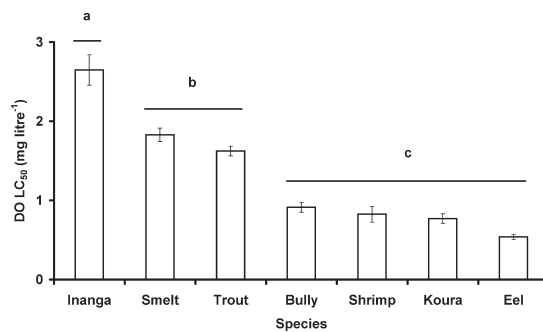 a
3
b
2
c
1
0
DO LC₅₀ (mg litre⁻¹)
Inanga Smelt Trout Bully Shrimp Koura Eel
Species